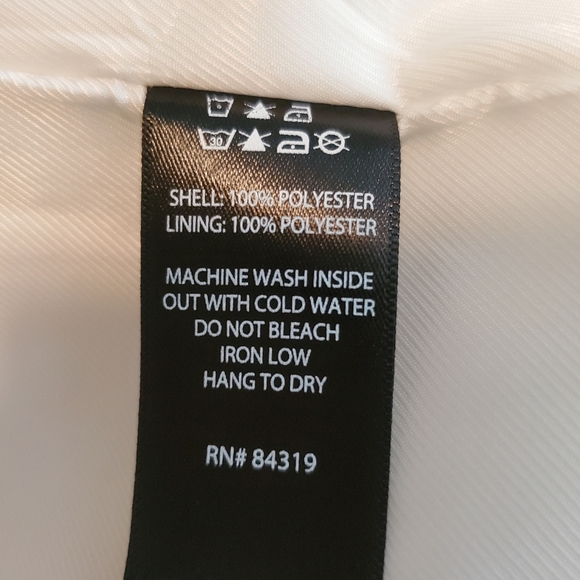 30
SHELL: 100% POLYESTER
LINING: 100% POLYESTER
MACHINE WASH INSIDE
OUT WITH COLD WATER
DO NOT BLEACH
IRON LOW
HANG TO DRY
RN# 84319